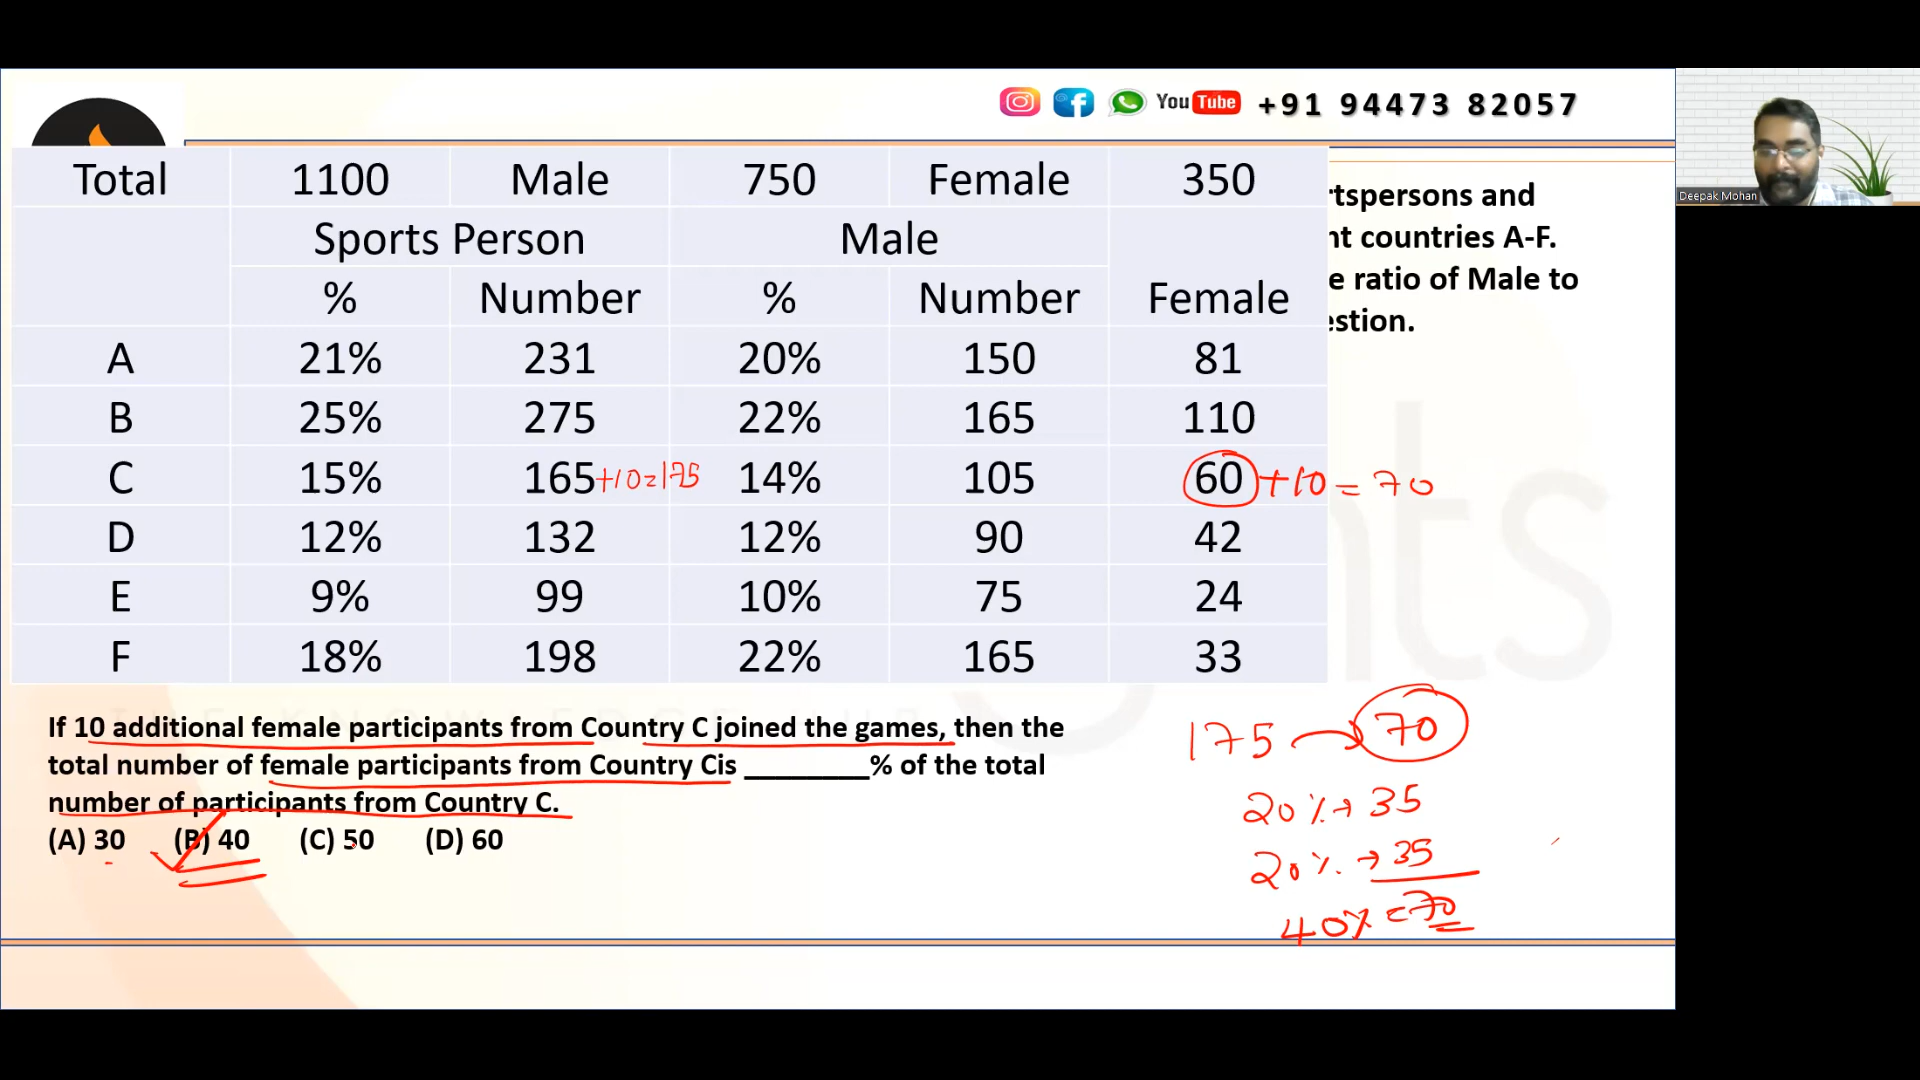 You Tube +91 94473 82057
Deepak Mohan
Total 1100 Male 750 Female 350
rtspersons and
nt countries A-F.
e ratio of Male to
estion.
Sports Person Male
% Number % Number Female
A 21% 231 20% 150 81
B 25% 275 22% 165 110
C 15% 165 +10=175 14% 105 60 +10 = 70
D 12% 132 12% 90 42
E 9% 99 10% 75 24
F 18% 198 22% 165 33
If 10 additional female participants from Country C joined the games, then the
total number of female participants from Country Cis _________% of the total
number of participants from Country C.
(A) 30 (B) 40 (C) 50 (D) 60
175 → 70
20% → 35
20% → 35
40% = 70